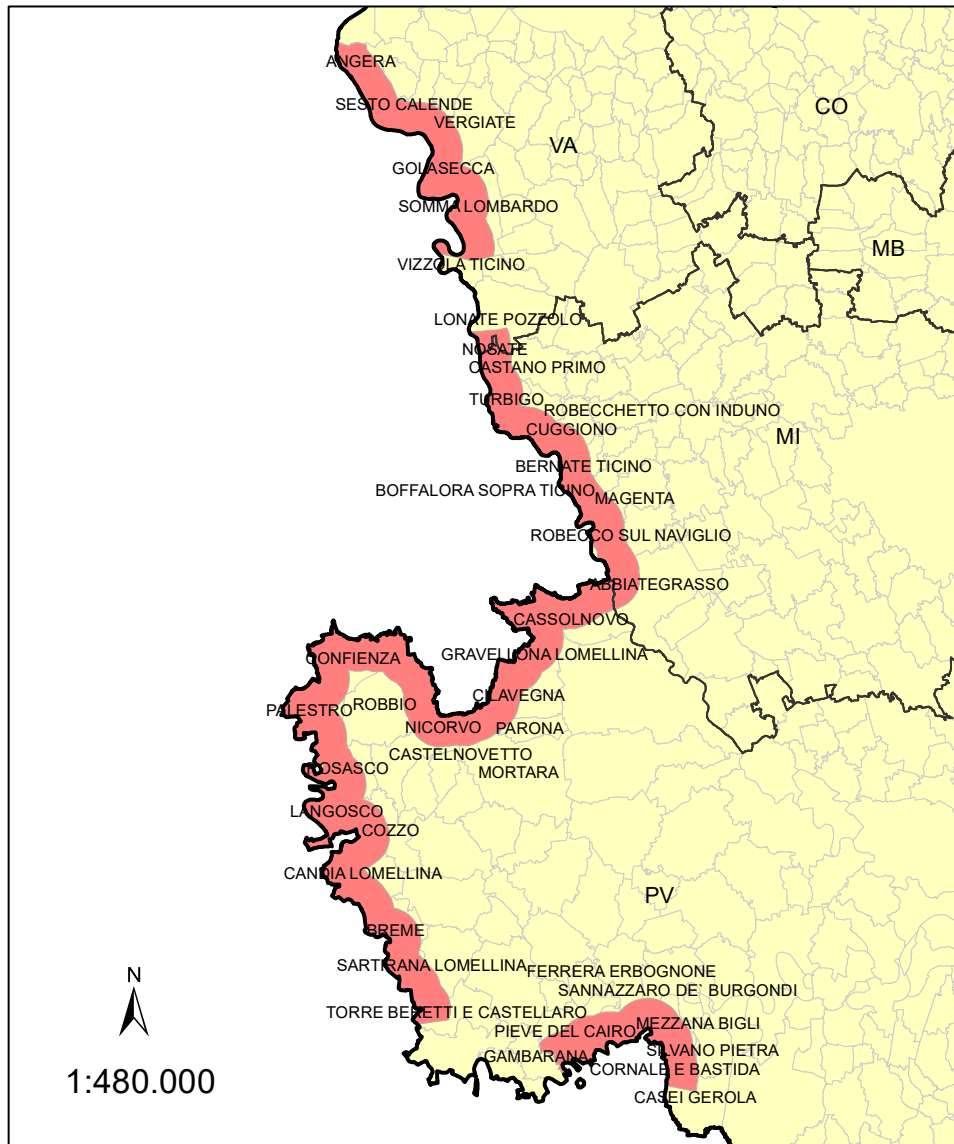 ANGERA
SESTO CALENDE
CO
VERGIATE
VA
GOLASECCA
SOMMA LOMBARDO
MB
VIZZOLA TICINO
LONATE POZZOLO
NOSATE
CASTANO PRIMO
TURBIGO
ROBECCHETTO CON INDUNO
CUGGIONO
MI
BERNATE TICINO
BOFFALORA SOPRA TICINO
MAGENTA
ROBECCO SUL NAVIGLIO
ABBIATEGRASSO
CASSOLNOVO
GRAVELLONA LOMELLINA
CONFIENZA
CILAVEGNA
ROBBIO
PALESTRO
NICORVO
PARONA
CASTELNOVETTO
ROSASCO
MORTARA
LANGOSCO
COZZO
CANDIA LOMELLINA
PV
BREME
SARTIRANA LOMELLINA
FERRERA ERBOGNONE
N
SANNAZZARO DE` BURGONDI
TORRE BERETTI E CASTELLARO
MEZZANA BIGLI
PIEVE DEL CAIRO
SILVANO PIETRA
GAMBARANA
CORNALE E BASTIDA
1:480.000
CASEI GEROLA